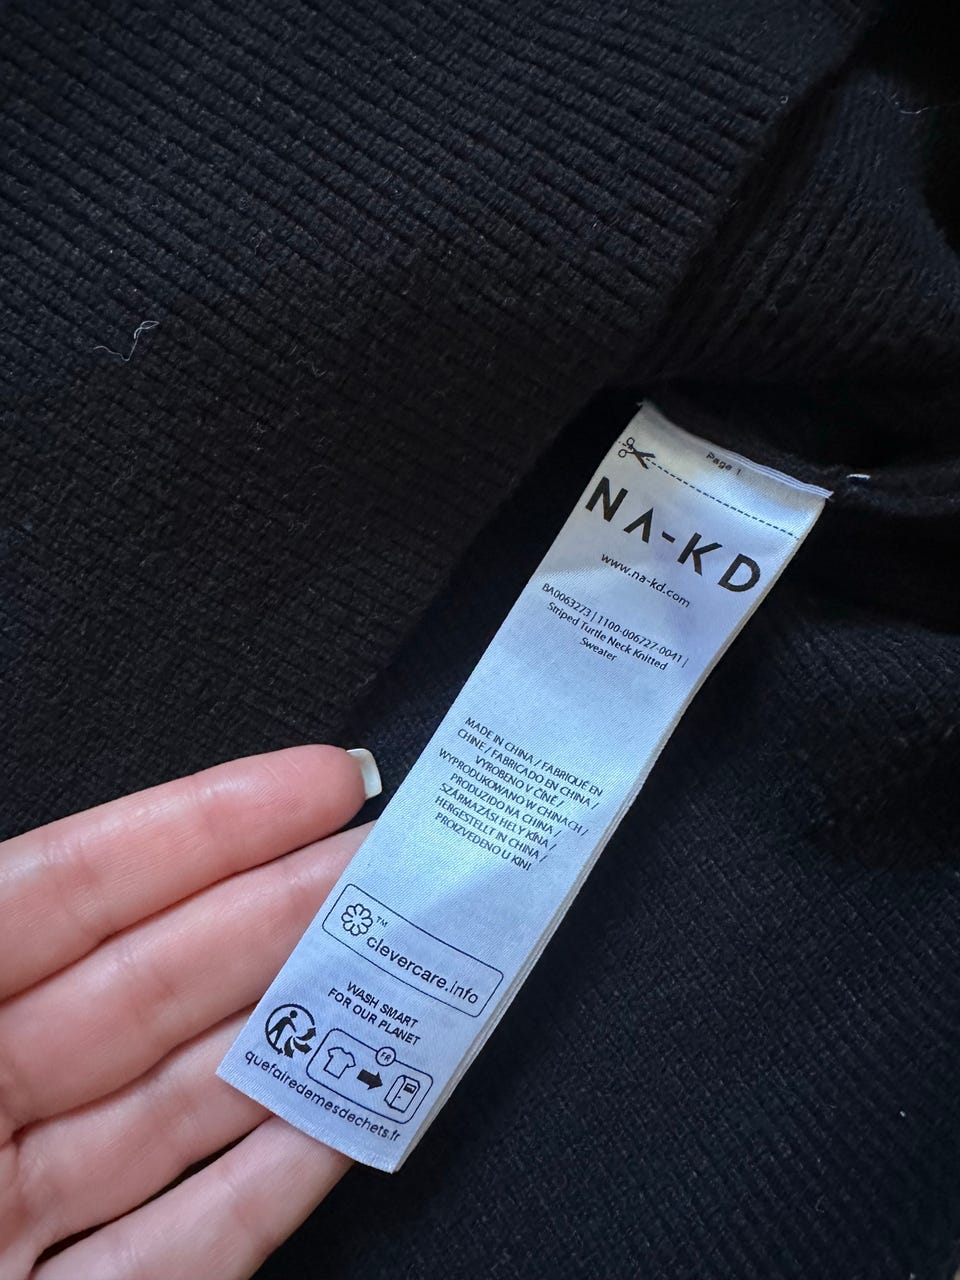 Page 1
NA-KD
www.na-kd.com
BA0063273 | 1100-006727-0041 |
Striped Turtle Neck Knitted
Sweater
MADE IN CHINA / FABRIQUÉ EN
CHINE / FABRICADO EN CHINA /
VYROBENO V ČÍNĚ /
WYPRODUKOWANO W CHINACH /
PRODUZIDO NA CHINA /
SZÁRMAZÁSI HELY KÍNA /
HERGESTELLT IN CHINA /
PROIZVEDENO U KINI
TM
clevercare.info
WASH SMART
FOR OUR PLANET
FR
quefairedemesdechets.fr